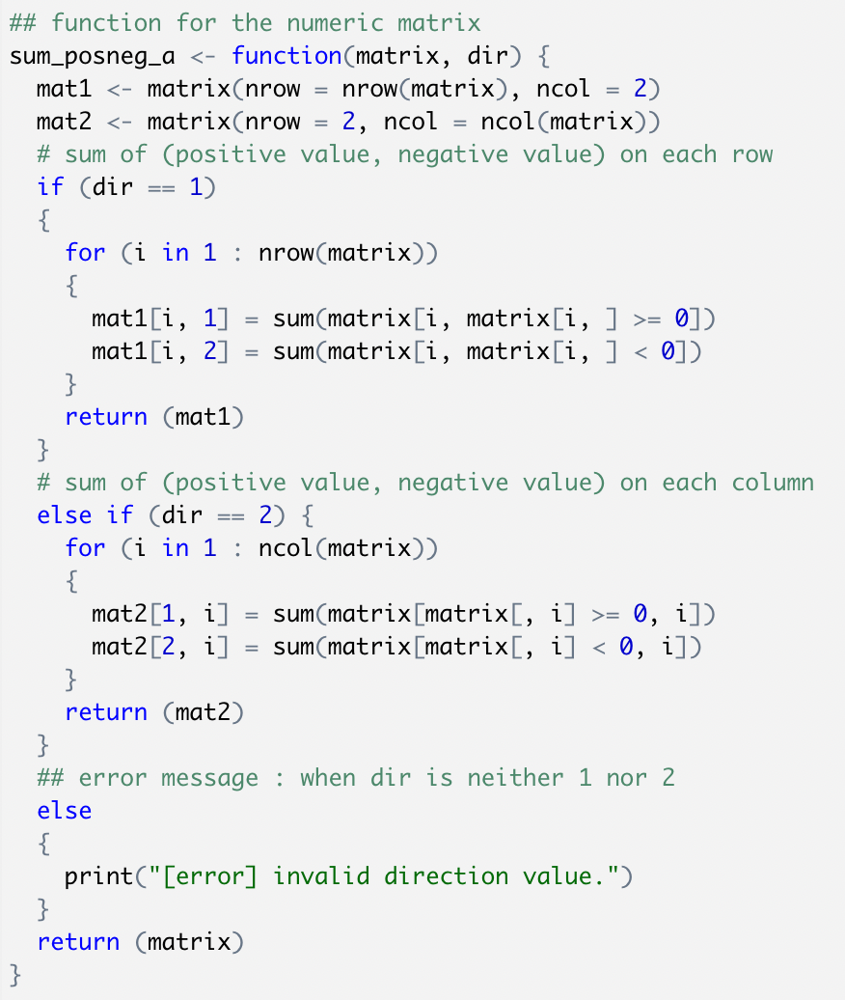 ## function for the numeric matrix
sum_posneg_a <- function(matrix, dir) {
  mat1 <- matrix(nrow = nrow(matrix), ncol = 2)
  mat2 <- matrix(nrow = 2, ncol = ncol(matrix))
  # sum of (positive value, negative value) on each row
  if (dir == 1)
  {
    for (i in 1 : nrow(matrix))
    {
      mat1[i, 1] = sum(matrix[i, matrix[i, ] >= 0])
      mat1[i, 2] = sum(matrix[i, matrix[i, ] < 0])
    }
    return (mat1)
  }
  # sum of (positive value, negative value) on each column
  else if (dir == 2) {
    for (i in 1 : ncol(matrix))
    {
      mat2[1, i] = sum(matrix[matrix[, i] >= 0, i])
      mat2[2, i] = sum(matrix[matrix[, i] < 0, i])
    }
    return (mat2)
  }
  ## error message : when dir is neither 1 nor 2
  else
  {
    print("[error] invalid direction value.")
  }
  return (matrix)
}